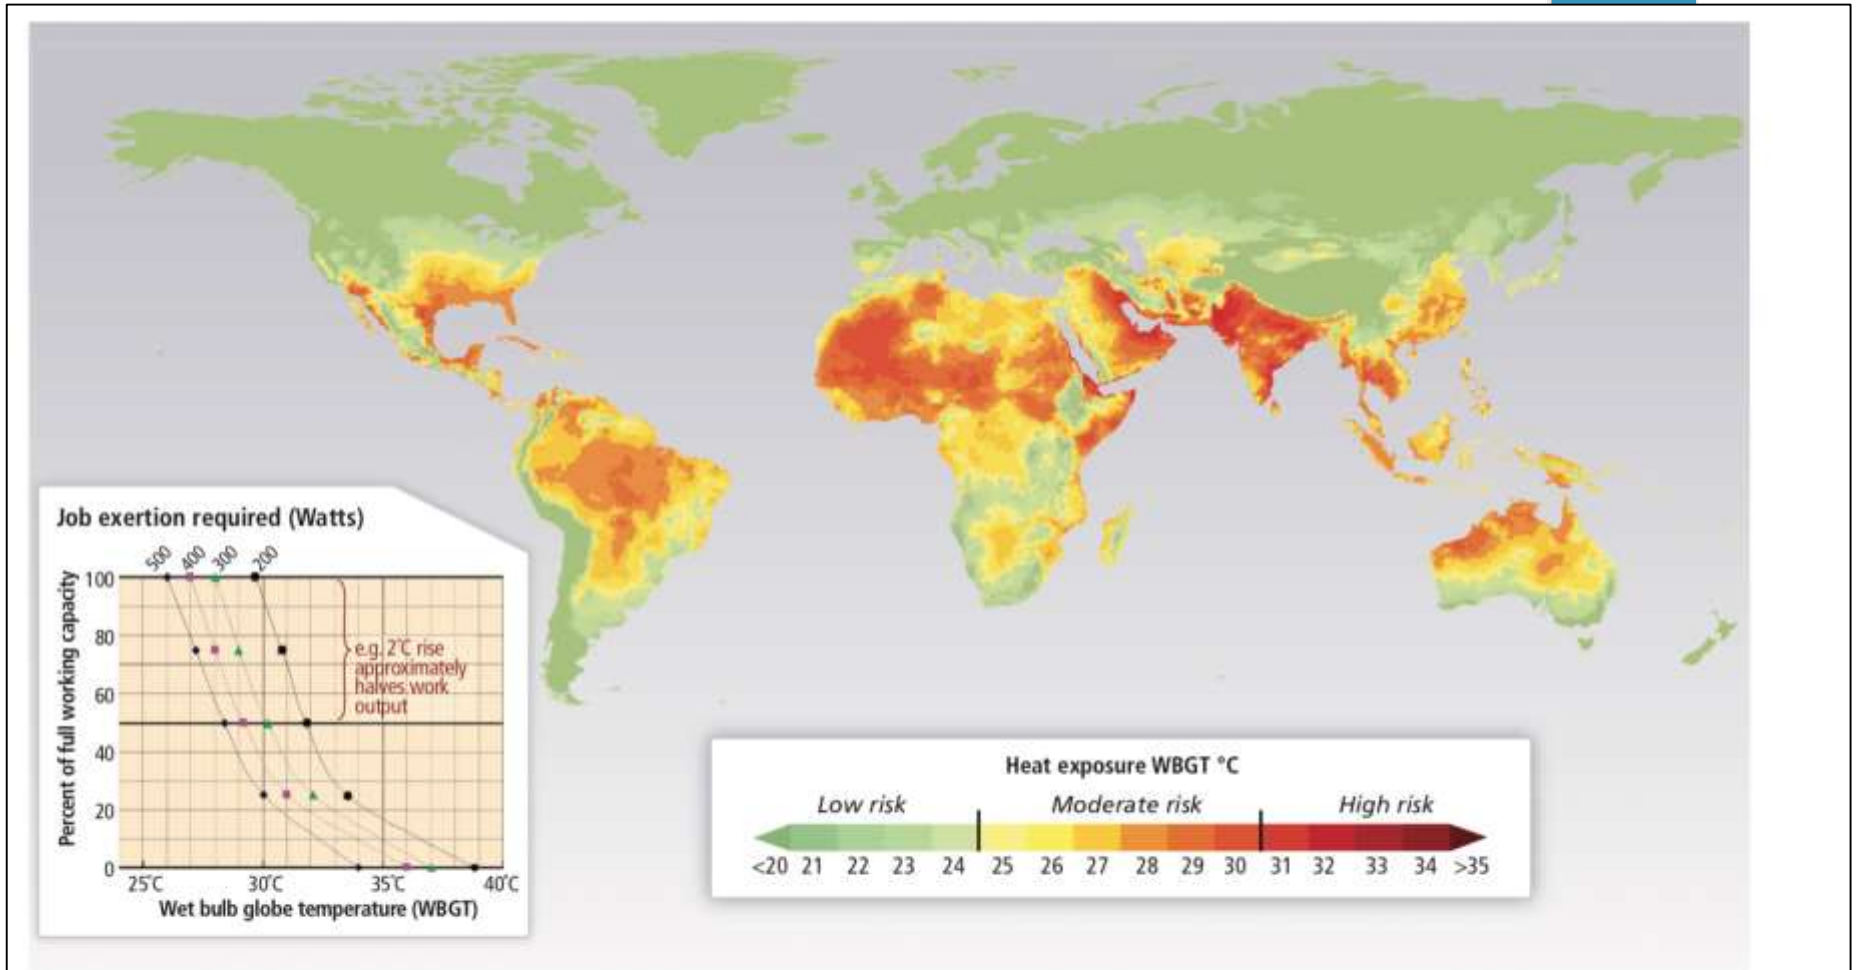 Job exertion required (Watts)
500 400 300 200
Percent of full working capacity
100
80
60
40
20
0
e.g. 2°C rise
approximately
halves work
output
25°C 30°C 35°C 40°C
Wet bulb globe temperature (WBGT)
Heat exposure WBGT °C
Low risk Moderate risk High risk
<20 21 22 23 24 25 26 27 28 29 30 31 32 33 34 >35